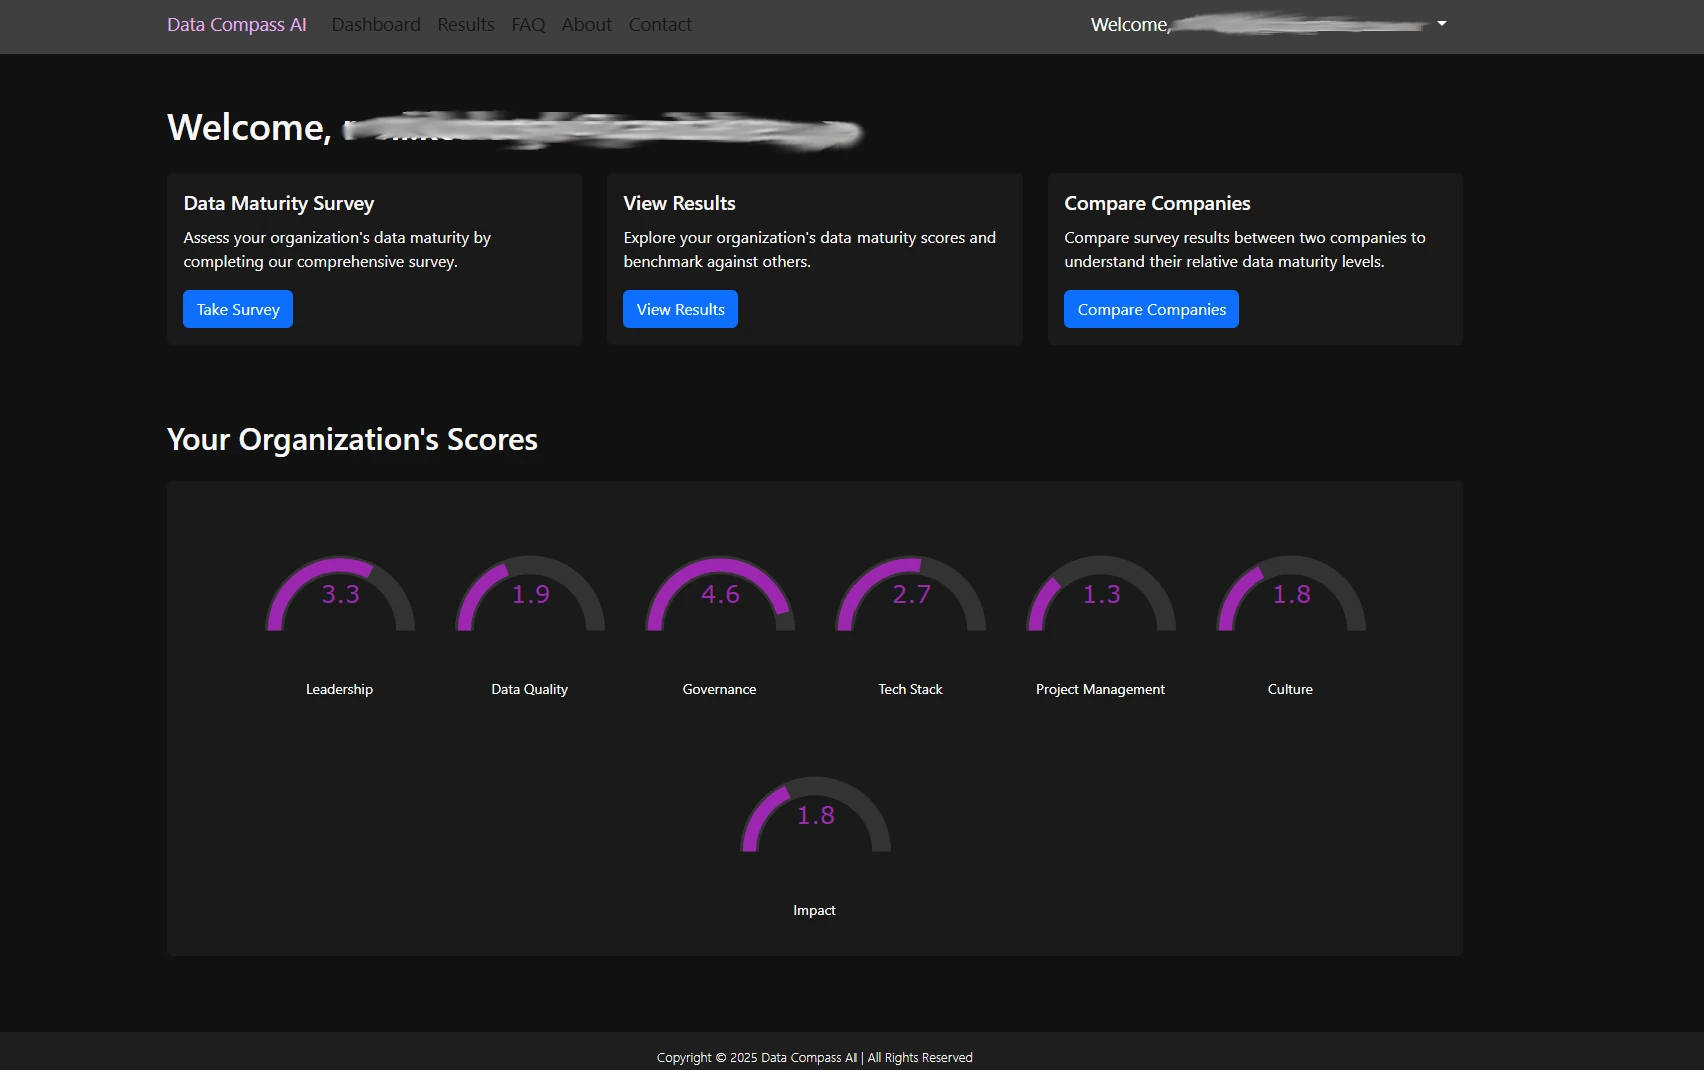 Data Compass AI Dashboard Results FAQ About Contact Welcome,
Welcome,
Data Maturity Survey
Assess your organization's data maturity by
completing our comprehensive survey.
Take Survey
View Results
Explore your organization's data maturity scores and
benchmark against others.
View Results
Compare Companies
Compare survey results between two companies to
understand their relative data maturity levels.
Compare Companies
Your Organization's Scores
3.3 1.9 4.6 2.7 1.3 1.8
Leadership Data Quality Governance Tech Stack Project Management Culture
1.8
Impact
Copyright © 2025 Data Compass AI | All Rights Reserved